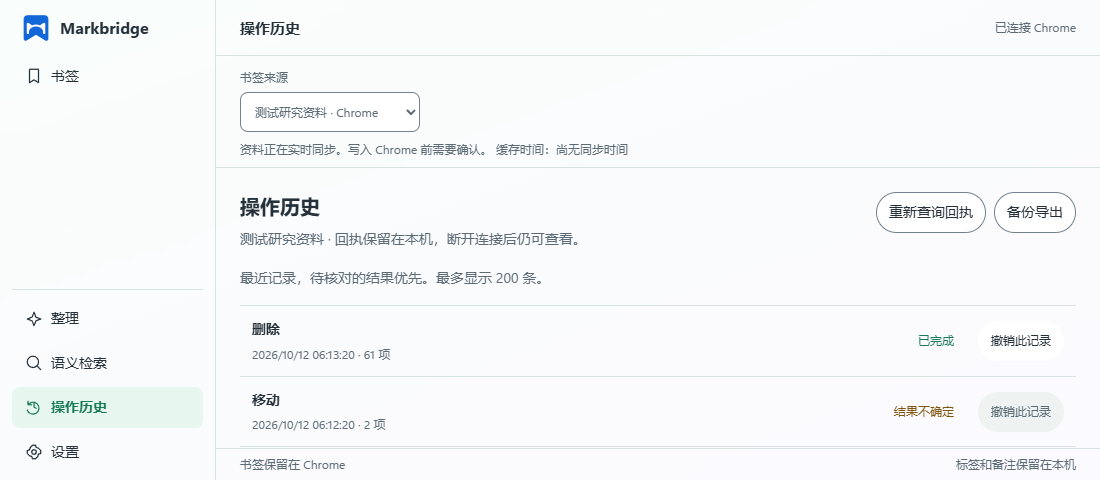 Markbridge
书签
整理
语义检索
操作历史
设置
操作历史
已连接 Chrome
书签来源
测试研究资料 · Chrome
资料正在实时同步。写入 Chrome 前需要确认。 缓存时间：尚无同步时间
操作历史
重新查询回执
备份导出
测试研究资料 · 回执保留在本机，断开连接后仍可查看。
最近记录，待核对的结果优先。最多显示 200 条。
删除
2026/10/12 06:13:20 · 61 项
已完成
撤销此记录
移动
2026/10/12 06:12:20 · 2 项
结果不确定
撤销此记录
书签保留在 Chrome
标签和备注保留在本机